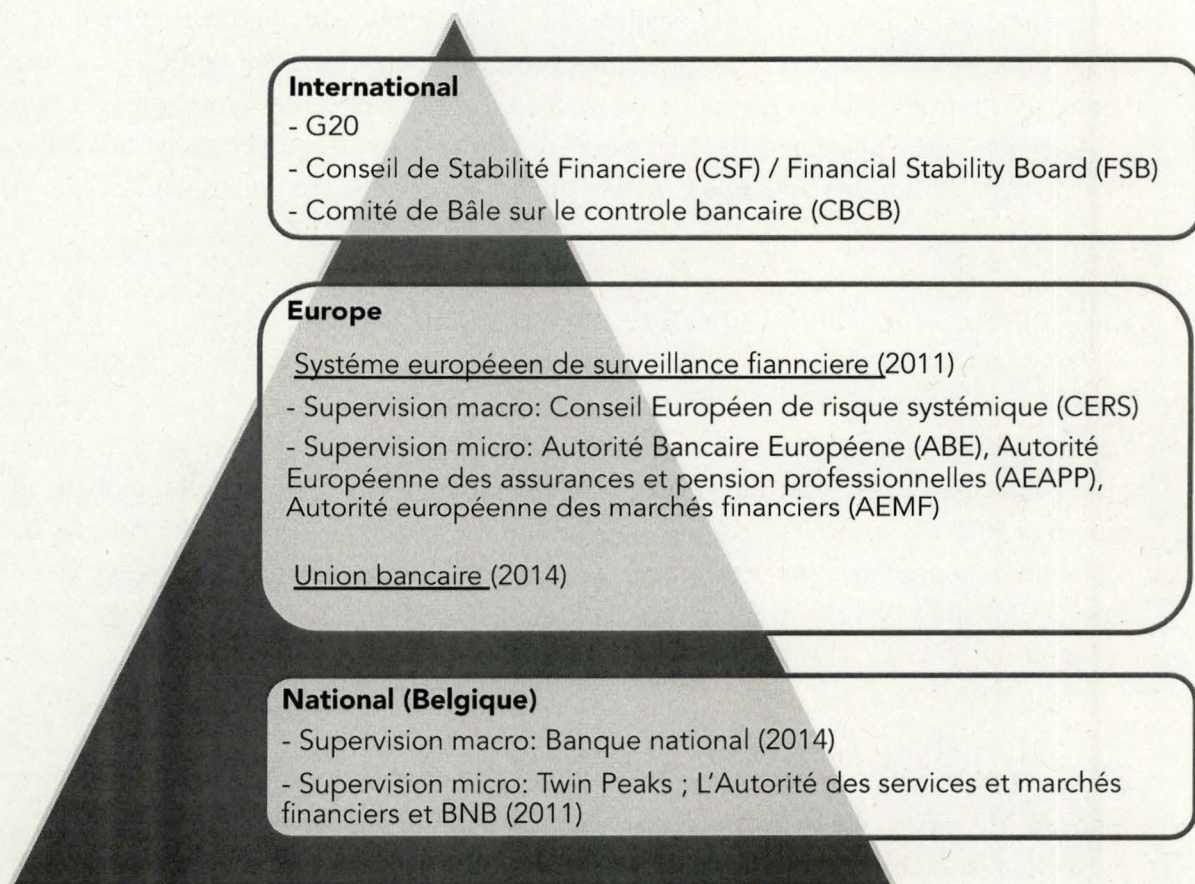 International
- G20
- Conseil de Stabilité Financiere (CSF) / Financial Stability Board (FSB)
- Comité de Bâle sur le controle bancaire (CBCB)
Europe
Systéme européeen de surveillance fiannciere (2011)
- Supervision macro: Conseil Européen de risque systémique (CERS)
- Supervision micro: Autorité Bancaire Européene (ABE), Autorité
Européenne des assurances et pension professionnelles (AEAPP),
Autorité européenne des marchés financiers (AEMF)
Union bancaire (2014)
National (Belgique)
- Supervision macro: Banque national (2014)
- Supervision micro: Twin Peaks ; L'Autorité des services et marchés
financiers et BNB (2011)